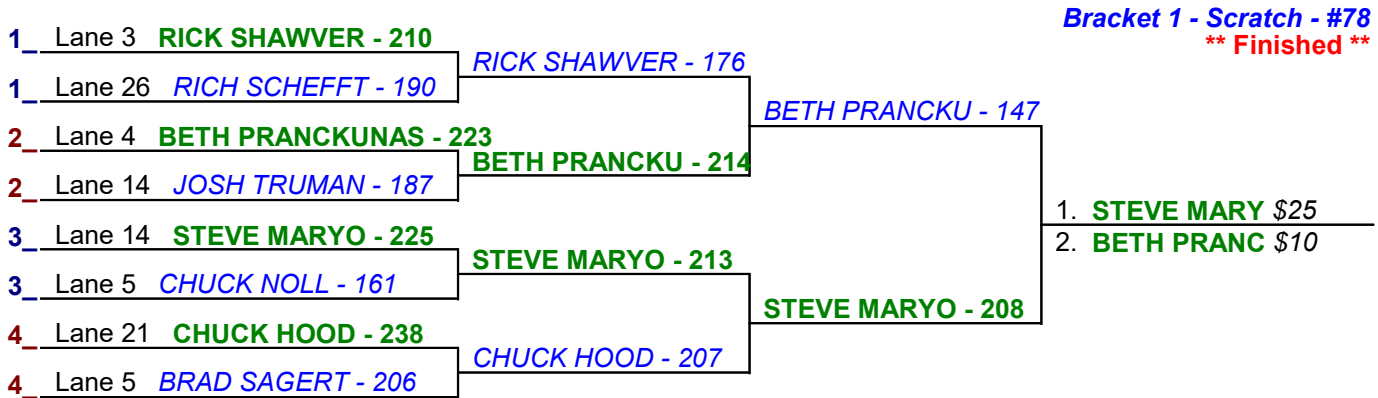 Bracket 1 - Scratch - #78
** Finished **
1_ Lane 3 RICK SHAWVER - 210
1_ Lane 26 RICH SCHEFFT - 190
2_ Lane 4 BETH PRANCKUNAS - 223
2_ Lane 14 JOSH TRUMAN - 187
3_ Lane 14 STEVE MARYO - 225
3_ Lane 5 CHUCK NOLL - 161
4_ Lane 21 CHUCK HOOD - 238
4_ Lane 5 BRAD SAGERT - 206
RICK SHAWVER - 176
BETH PRANCKU - 214
STEVE MARYO - 213
CHUCK HOOD - 207
BETH PRANCKU - 147
STEVE MARYO - 208
1. STEVE MARY $25
2. BETH PRANC $10